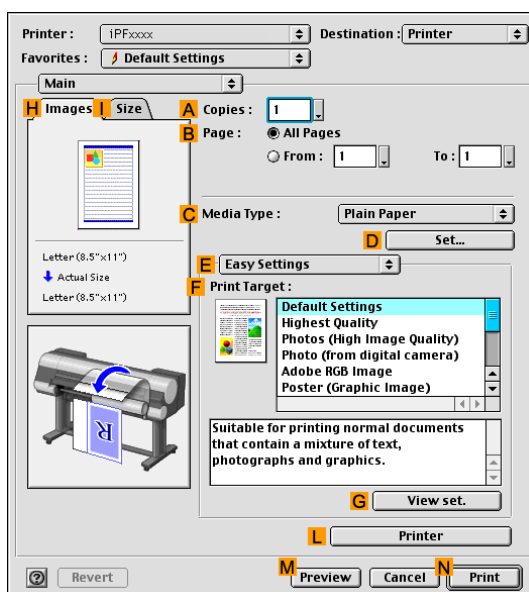 Printer : iPFxxxx Destination : Printer
Favorites : Default Settings
Main
H Images I Size
A Copies : 1
B Page : All Pages
From : 1 To : 1
C Media Type : Plain Paper
D Set...
Letter (8.5"x11")
Actual Size
Letter (8.5"x11")
E Easy Settings
F Print Target :
Default Settings
Highest Quality
Photos (High Image Quality)
Photo (from digital camera)
Adobe RGB Image
Poster (Graphic Image)
R
Suitable for printing normal documents
that contain a mixture of text,
photographs and graphics.
G View set.
L Printer
? Revert M Preview Cancel N Print